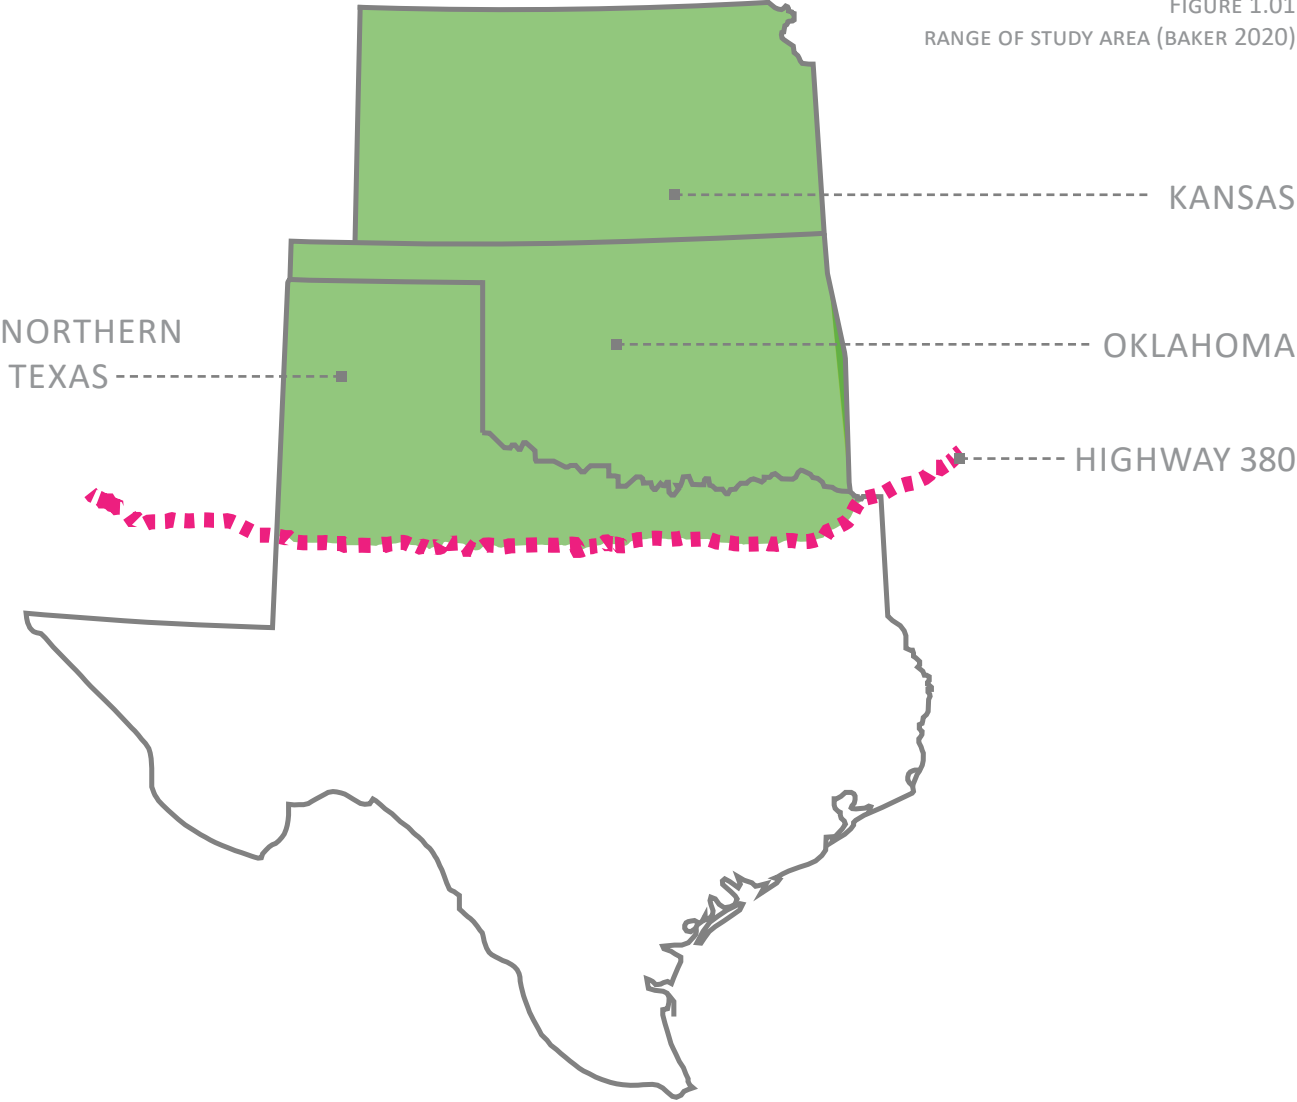 FIGURE 1.01
RANGE OF STUDY AREA (BAKER 2020)
KANSAS
NORTHERN
TEXAS
OKLAHOMA
HIGHWAY 380